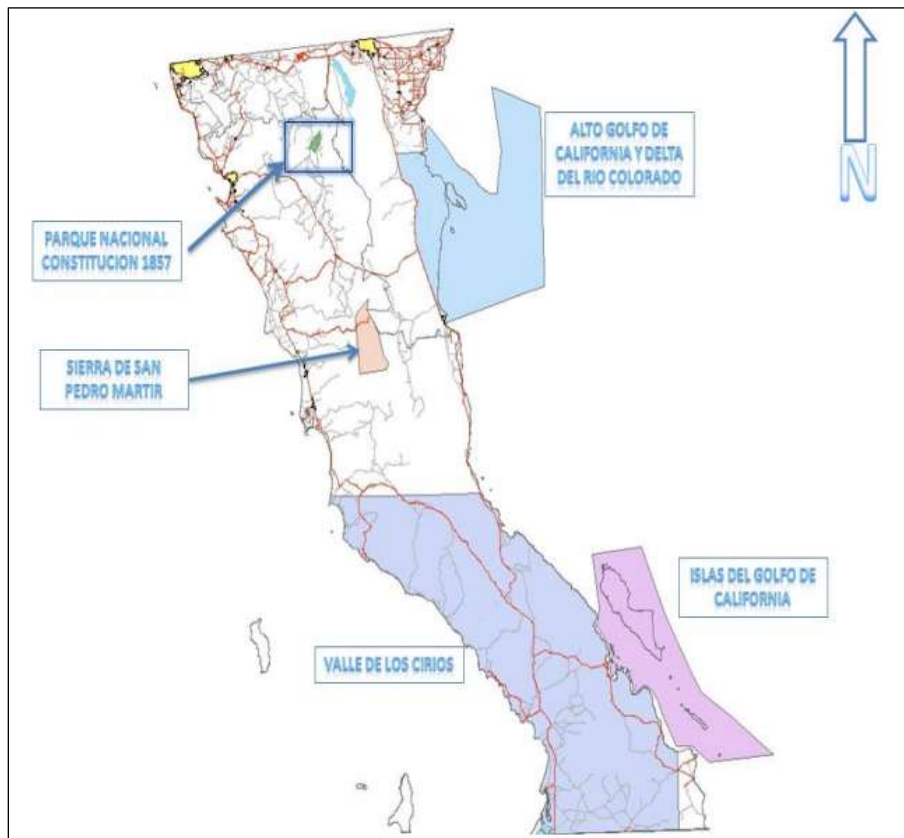 ALTO GOLFO DE
CALIFORNIA Y DELTA
DEL RIO COLORADO
N
PARQUE NACIONAL
CONSTITUCION 1857
SIERRA DE SAN
PEDRO MARTIR
ISLAS DEL GOLFO DE
CALIFORNIA
VALLE DE LOS CIRIOS